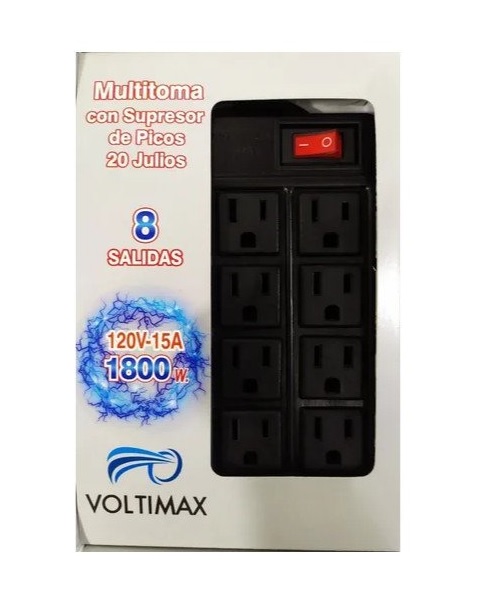 Multitoma
con Supresor
de Picos
20 Julios
8
SALIDAS
120V-15A
1800 W.
VOLTIMAX